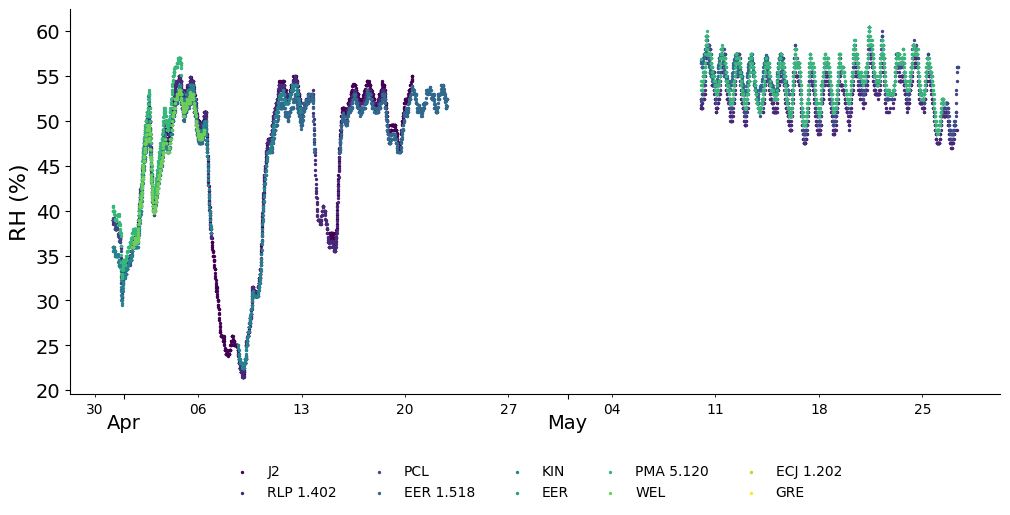 60
55
50
45
40
35
30
25
20
RH (%)
30 06 13 20 27 04 11 18 25
Apr May
J2 PCL KIN PMA 5.120 ECJ 1.202
RLP 1.402 EER 1.518 EER WEL GRE